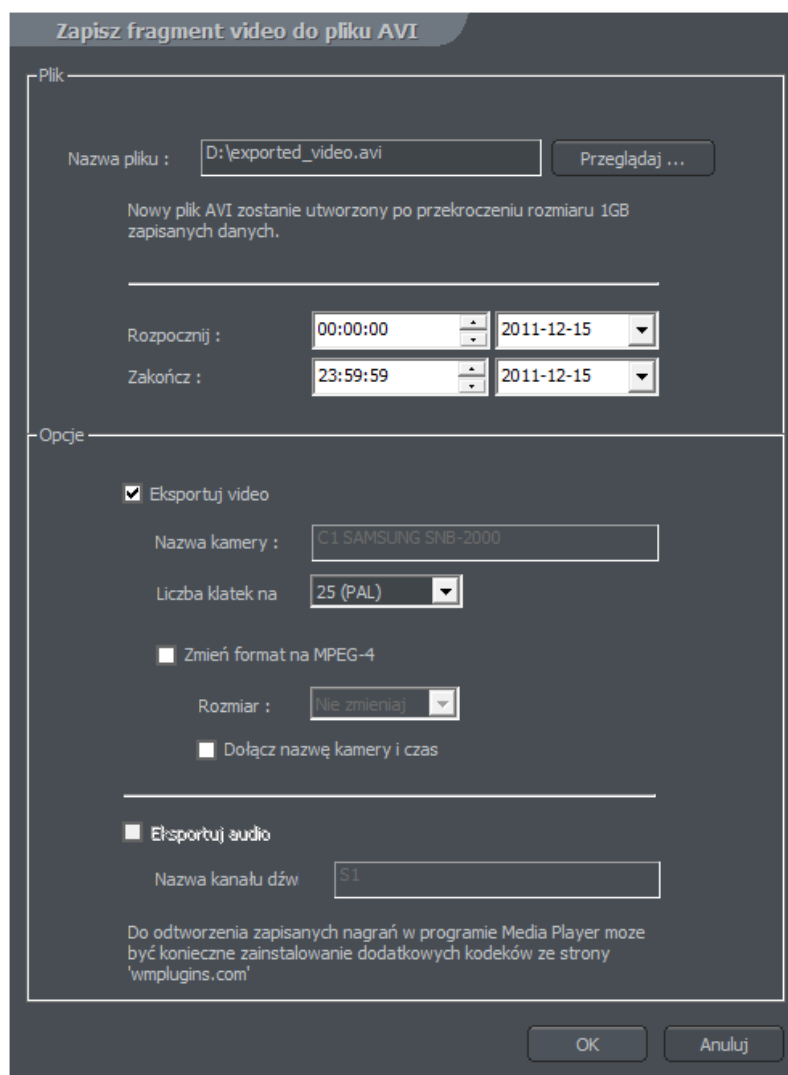 Zapisz fragment video do pliku AVI
Plik
Nazwa pliku :
D:\exported_video.avi
Przeglądaj ...
Nowy plik AVI zostanie utworzony po przekroczeniu rozmiaru 1GB
zapisanych danych.
Rozpocznij :
00:00:00
2011-12-15
Zakończ :
23:59:59
2011-12-15
Opcje
Eksportuj video
Nazwa kamery :
C1 SAMSUNG SNB-2000
Liczba klatek na
25 (PAL)
Zmień format na MPEG-4
Rozmiar :
Nie zmieniaj
Dołącz nazwę kamery i czas
Eksportuj audio
Nazwa kanału dźw
S1
Do odtworzenia zapisanych nagrań w programie Media Player moze
być konieczne zainstalowanie dodatkowych kodeków ze strony
'wmplugins.com'
OK
Anuluj